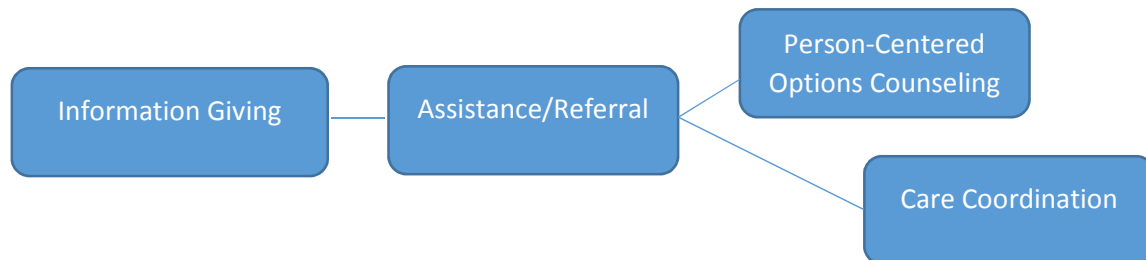 Information Giving
Assistance/Referral
Person-Centered
Options Counseling
Care Coordination